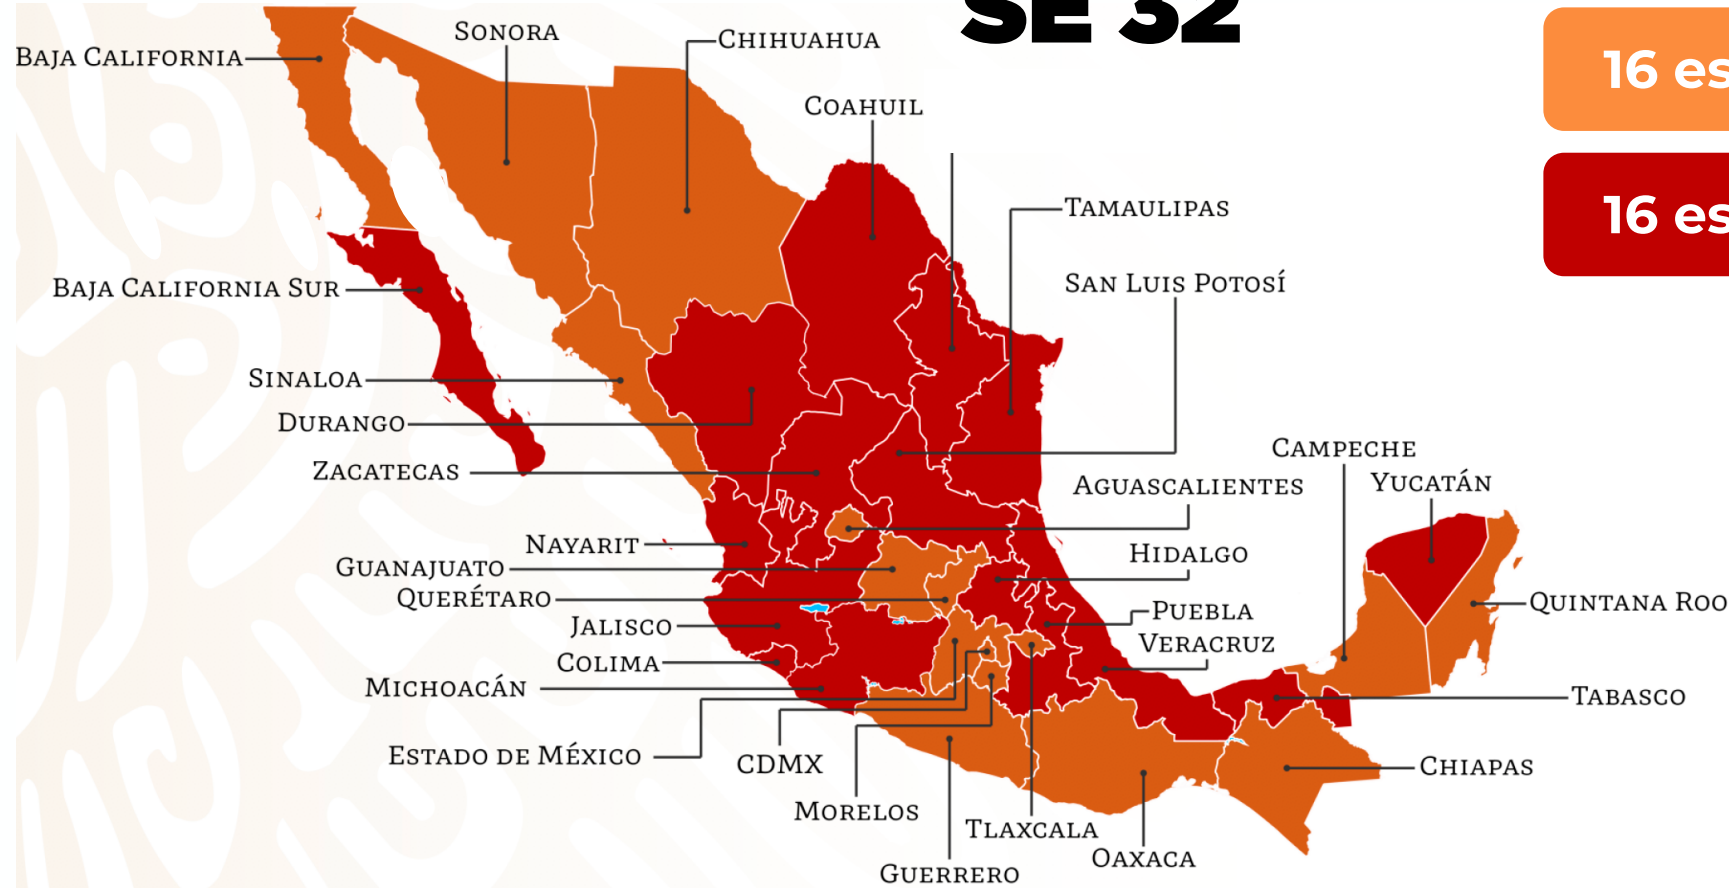 SE 32
16 es
16 es
SONORA
CHIHUAHUA
BAJA CALIFORNIA
COAHUIL
TAMAULIPAS
SAN LUIS POTOSÍ
BAJA CALIFORNIA SUR
SINALOA
DURANGO
CAMPECHE
ZACATECAS
YUCATÁN
AGUASCALIENTES
NAYARIT
HIDALGO
GUANAJUATO
QUERÉTARO
QUINTANA ROO
PUEBLA
JALISCO
VERACRUZ
COLIMA
MICHOACÁN
TABASCO
ESTADO DE MÉXICO
CDMX
CHIAPAS
MORELOS
TLAXCALA
OAXACA
GUERRERO